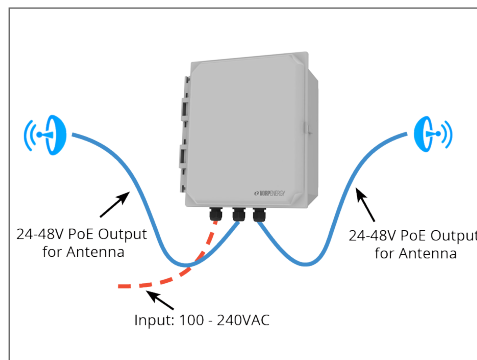 24-48V PoE Output
for Antenna
24-48V PoE Output
for Antenna
Input: 100 - 240VAC